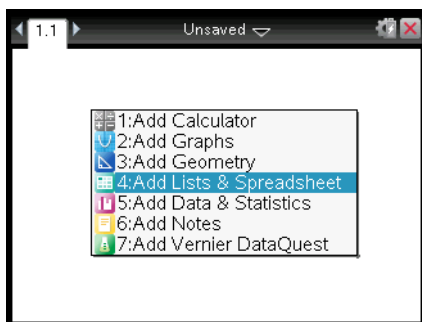 1.1 Unsaved
1:Add Calculator
2:Add Graphs
3:Add Geometry
4:Add Lists & Spreadsheet
5:Add Data & Statistics
6:Add Notes
7:Add Vernier DataQuest